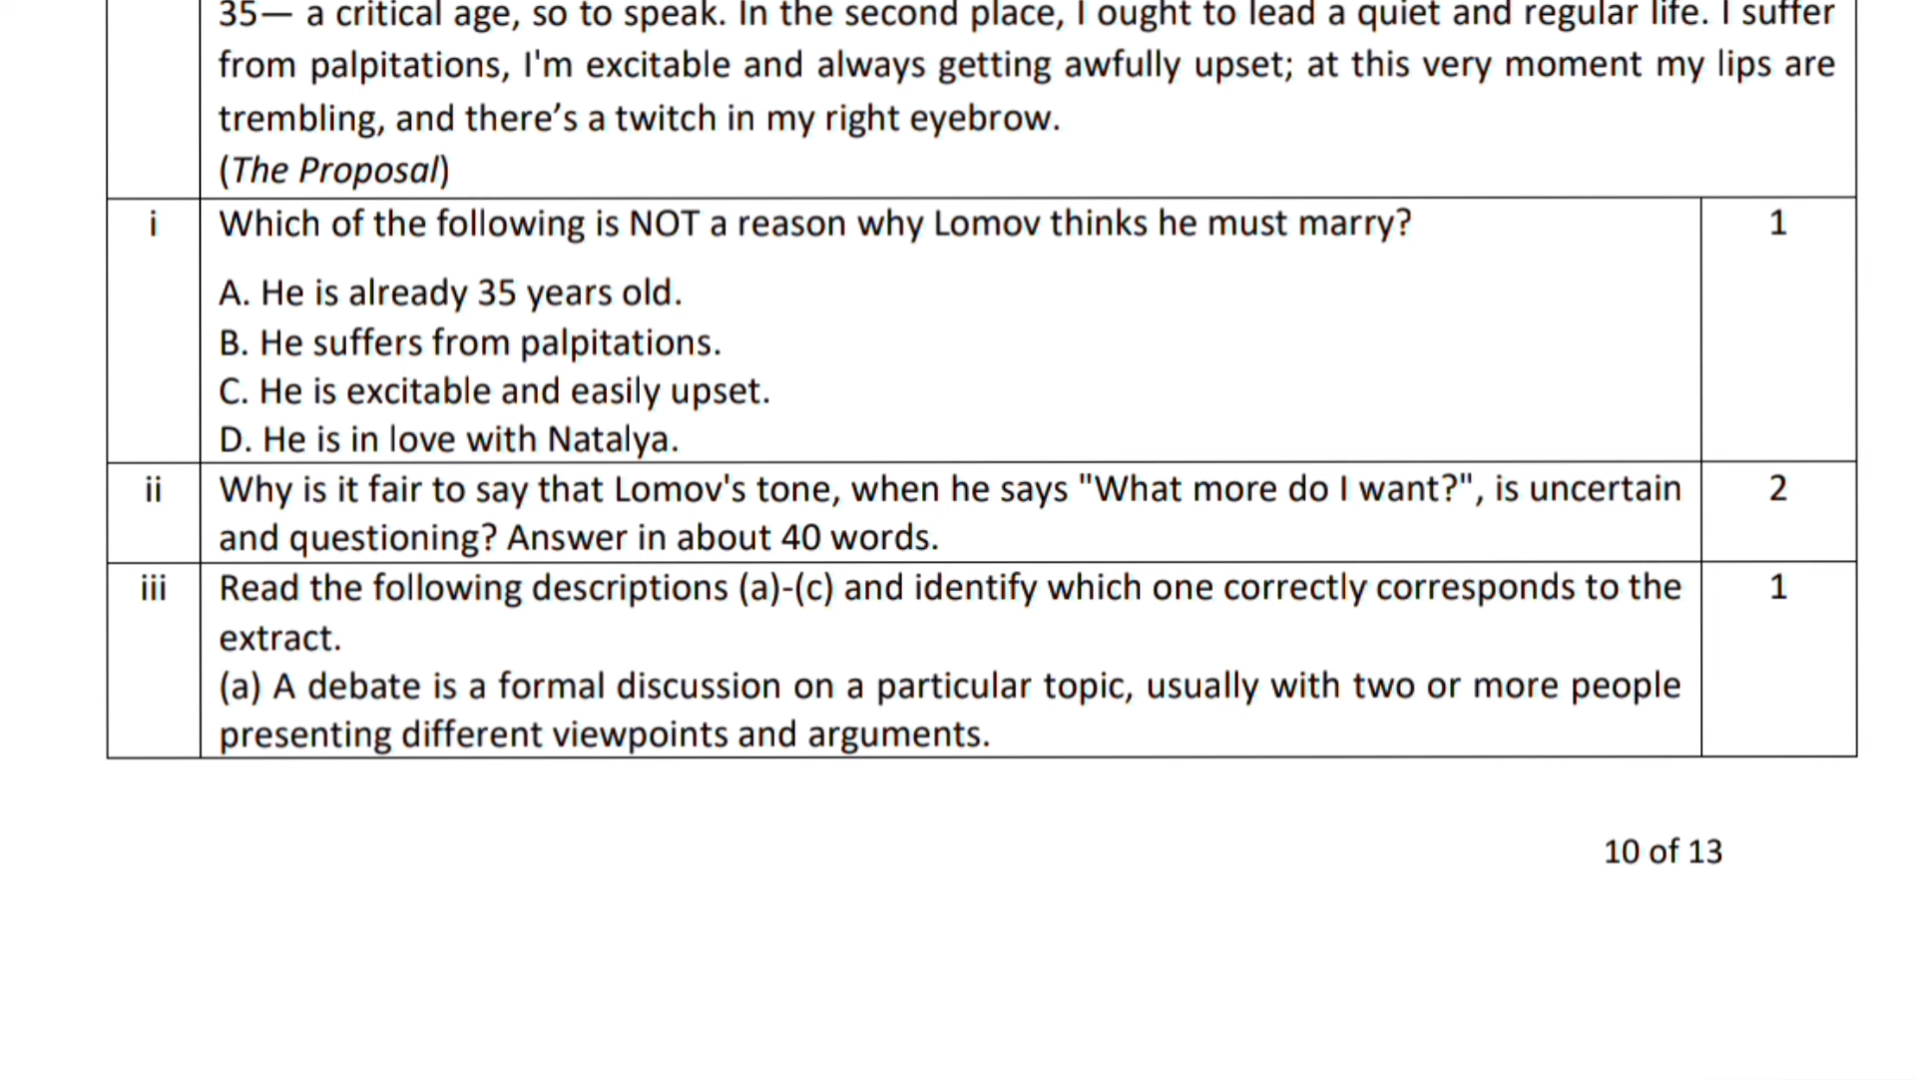 35— a critical age, so to speak. In the second place, I ought to lead a quiet and regular life. I suffer
from palpitations, I'm excitable and always getting awfully upset; at this very moment my lips are
trembling, and there’s a twitch in my right eyebrow.
(The Proposal)
i Which of the following is NOT a reason why Lomov thinks he must marry? 1
A. He is already 35 years old.
B. He suffers from palpitations.
C. He is excitable and easily upset.
D. He is in love with Natalya.
ii Why is it fair to say that Lomov's tone, when he says "What more do I want?", is uncertain 2
and questioning? Answer in about 40 words.
iii Read the following descriptions (a)-(c) and identify which one correctly corresponds to the 1
extract.
(a) A debate is a formal discussion on a particular topic, usually with two or more people
presenting different viewpoints and arguments.
10 of 13